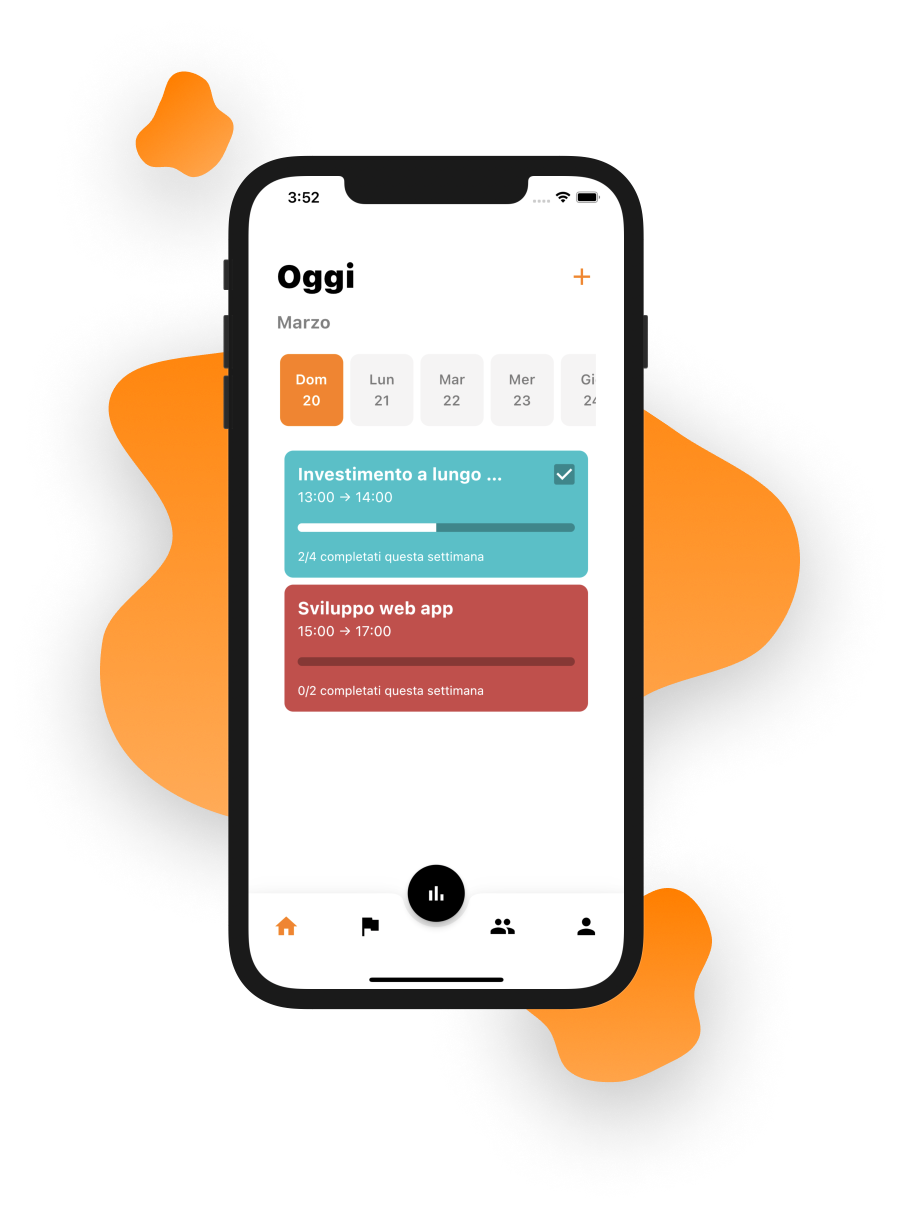 3:52
Oggi
Marzo
Dom Lun Mar Mer Gi
20 21 22 23 24
Investimento a lungo ...
13:00 → 14:00
2/4 completati questa settimana
Sviluppo web app
15:00 → 17:00
0/2 completati questa settimana